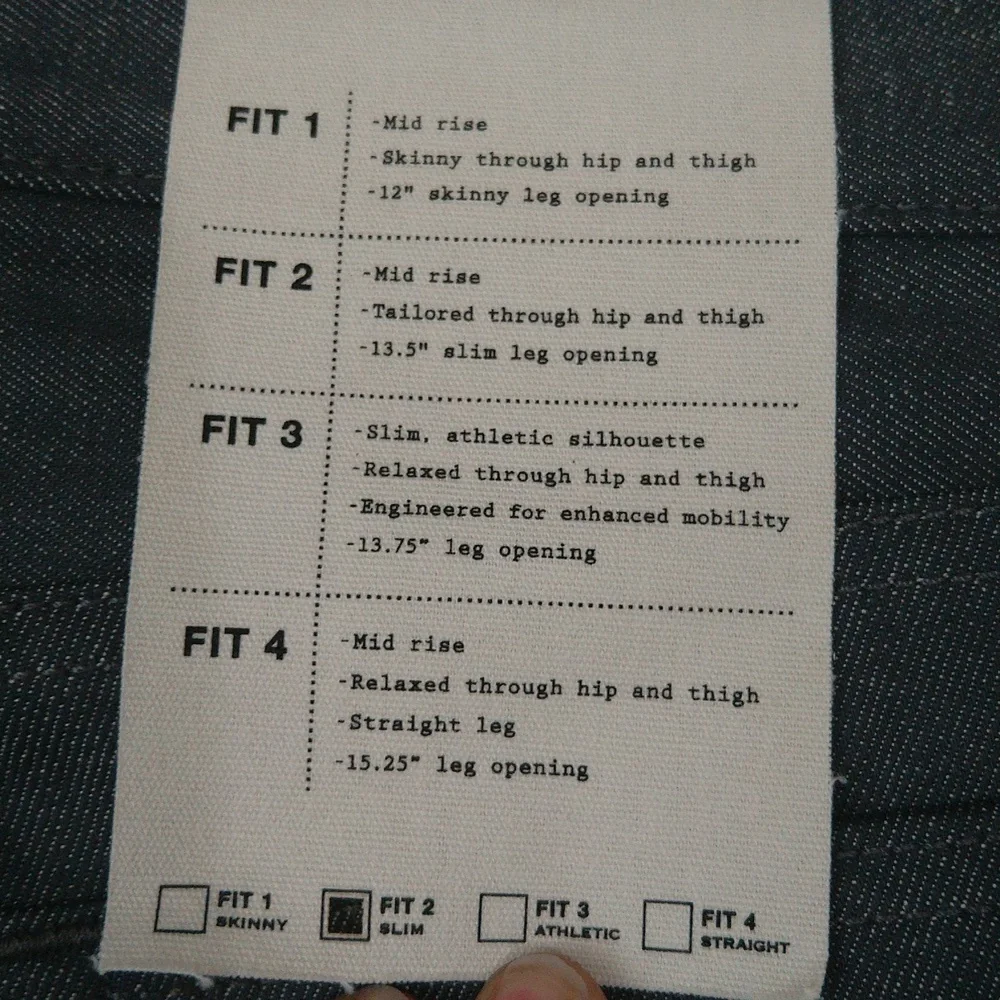 FIT 1
-Mid rise
-Skinny through hip and thigh
-12" skinny leg opening
FIT 2
-Mid rise
-Tailored through hip and thigh
-13.5" slim leg opening
FIT 3
-Slim, athletic silhouette
-Relaxed through hip and thigh
-Engineered for enhanced mobility
-13.75" leg opening
FIT 4
-Mid rise
-Relaxed through hip and thigh
-Straight leg
-15.25" leg opening
FIT 1
SKINNY
FIT 2
SLIM
FIT 3
ATHLETIC
FIT 4
STRAIGHT